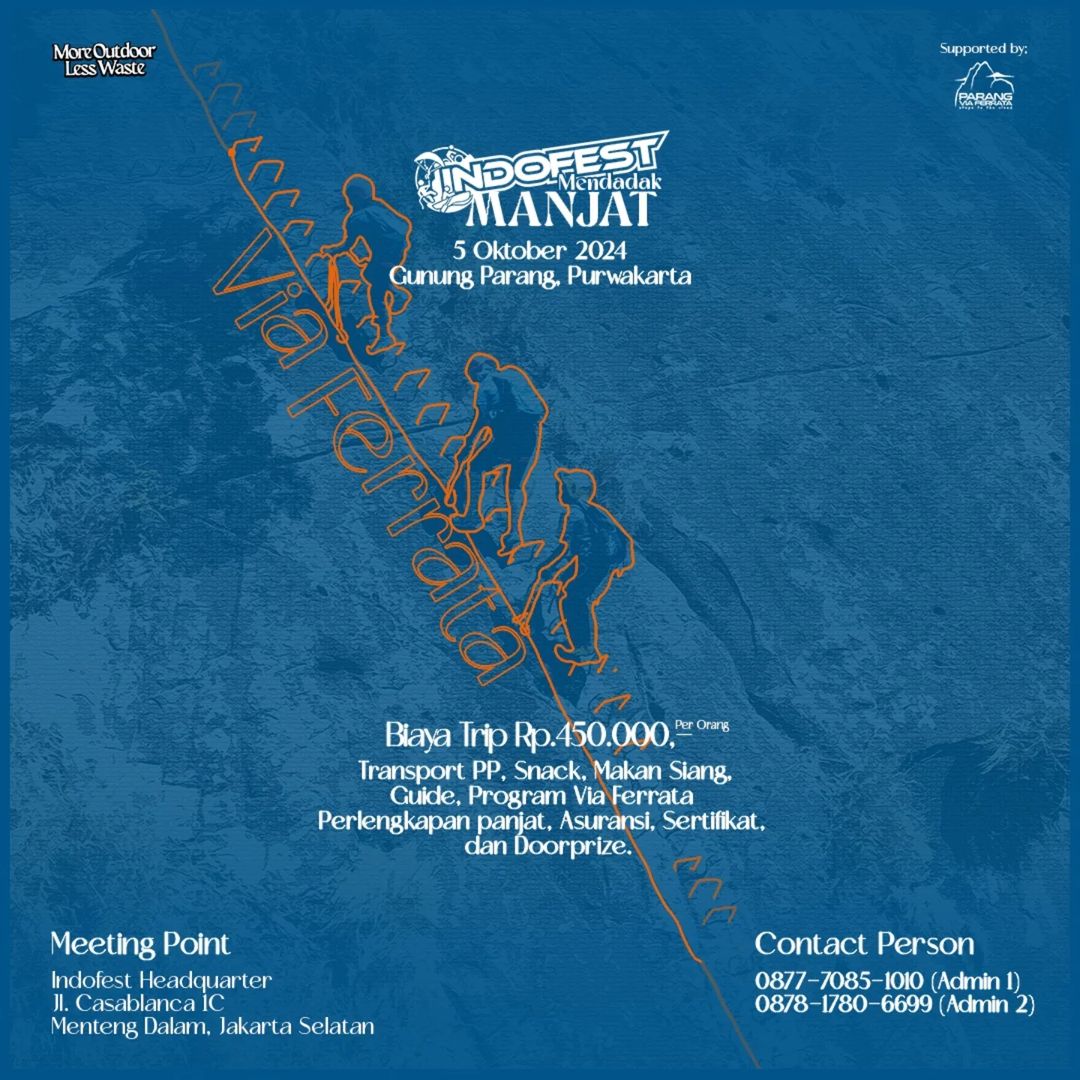 More Outdoor
Less Waste
Supported by;
PARANG
VIA FERRATA
INDOFEST
Mendadak
MANJAT
5 Oktober 2024
Gunung Parang, Purwakarta
Via Ferrata
Biaya Trip Rp.450.000,- Per Orang
Transport PP, Snack, Makan Siang,
Guide, Program Via Ferrata
Perlengkapan panjat, Asuransi, Sertifikat,
dan Doorprize.
Meeting Point
Indofest Headquarter
Jl. Casablanca 1C
Menteng Dalam, Jakarta Selatan
Contact Person
0877-7085-1010 (Admin 1)
0878-1780-6699 (Admin 2)